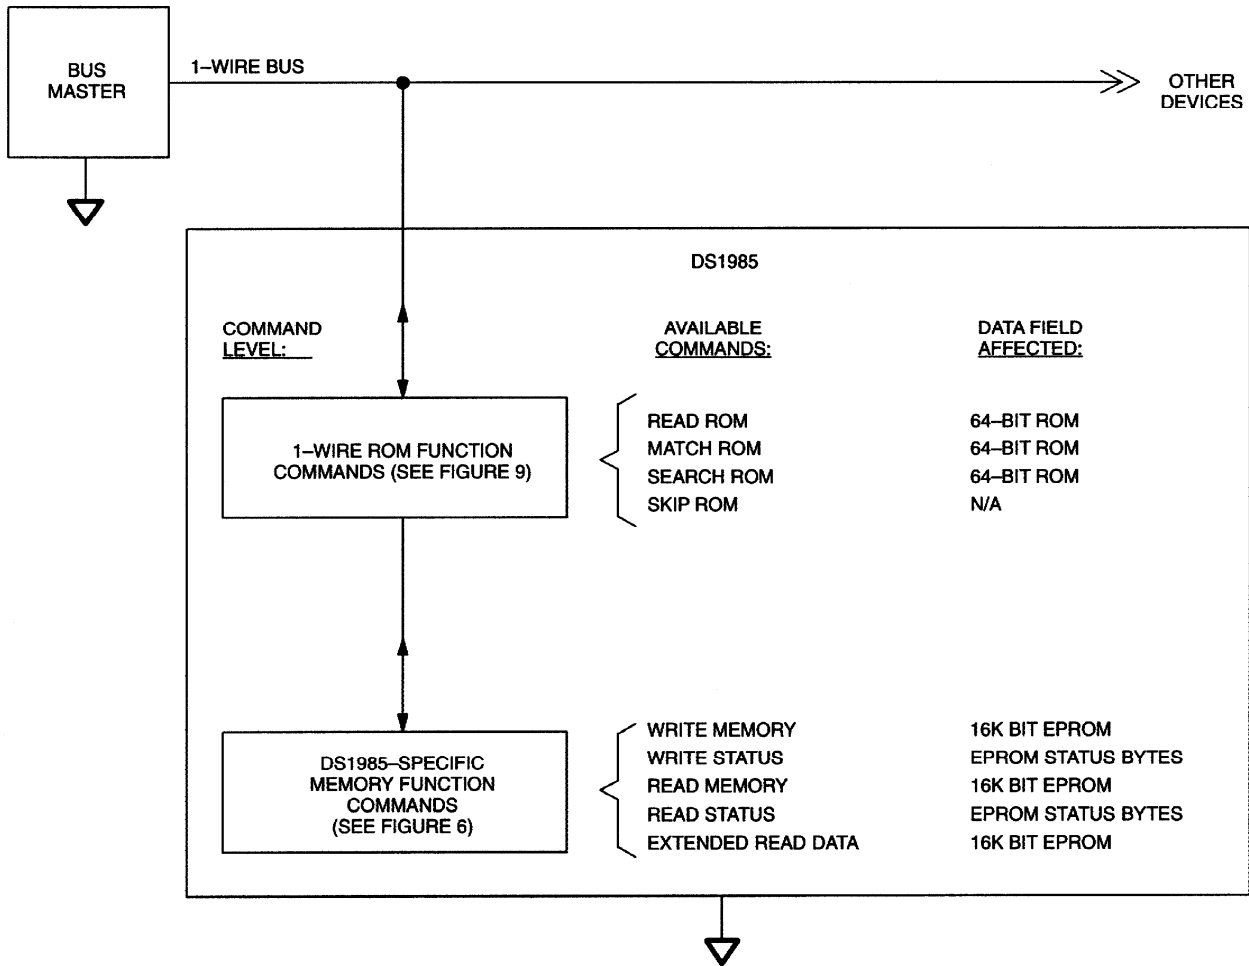 BUS
MASTER
1–WIRE BUS
OTHER
DEVICES
DS1985
COMMAND
LEVEL:
AVAILABLE
COMMANDS:
DATA FIELD
AFFECTED:
1–WIRE ROM FUNCTION
COMMANDS (SEE FIGURE 9)
READ ROM 64–BIT ROM
MATCH ROM 64–BIT ROM
SEARCH ROM 64–BIT ROM
SKIP ROM N/A
DS1985–SPECIFIC
MEMORY FUNCTION
COMMANDS
(SEE FIGURE 6)
WRITE MEMORY 16K BIT EPROM
WRITE STATUS EPROM STATUS BYTES
READ MEMORY 16K BIT EPROM
READ STATUS EPROM STATUS BYTES
EXTENDED READ DATA 16K BIT EPROM